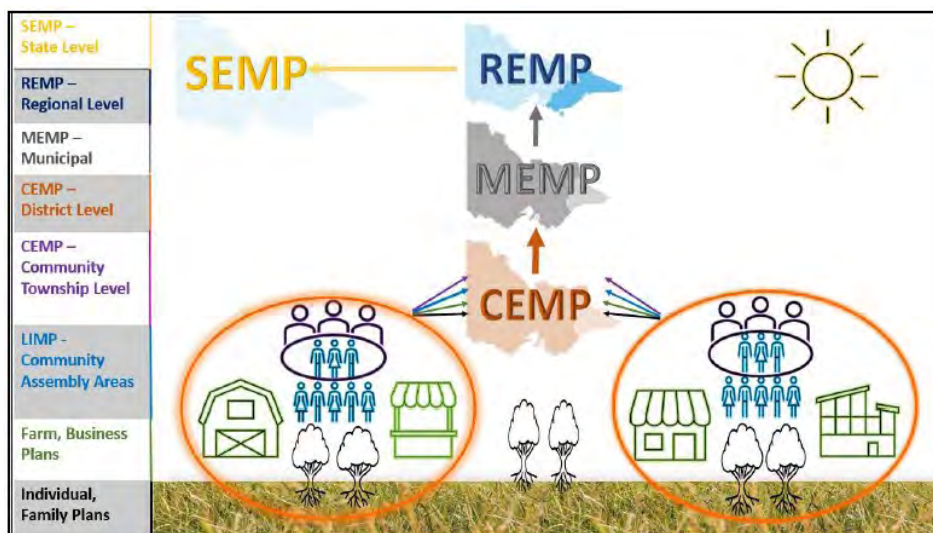 SEMP –
State Level
REMP –
Regional Level
MEMP –
Municipal
CEMP –
District Level
CEMP –
Community
Township Level
LIMP -
Community
Assembly Areas
Farm, Business
Plans
Individual,
Family Plans
SEMP
REMP
MEMP
CEMP